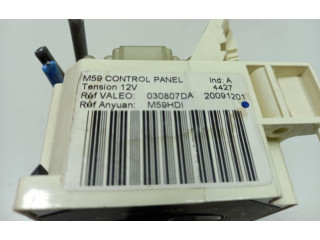 M59 CONTROL PANEL Ind: A
Tension 12V 4427
Réf VALEO: 030807DA 20091201
Réf Anyuan: M59HDI